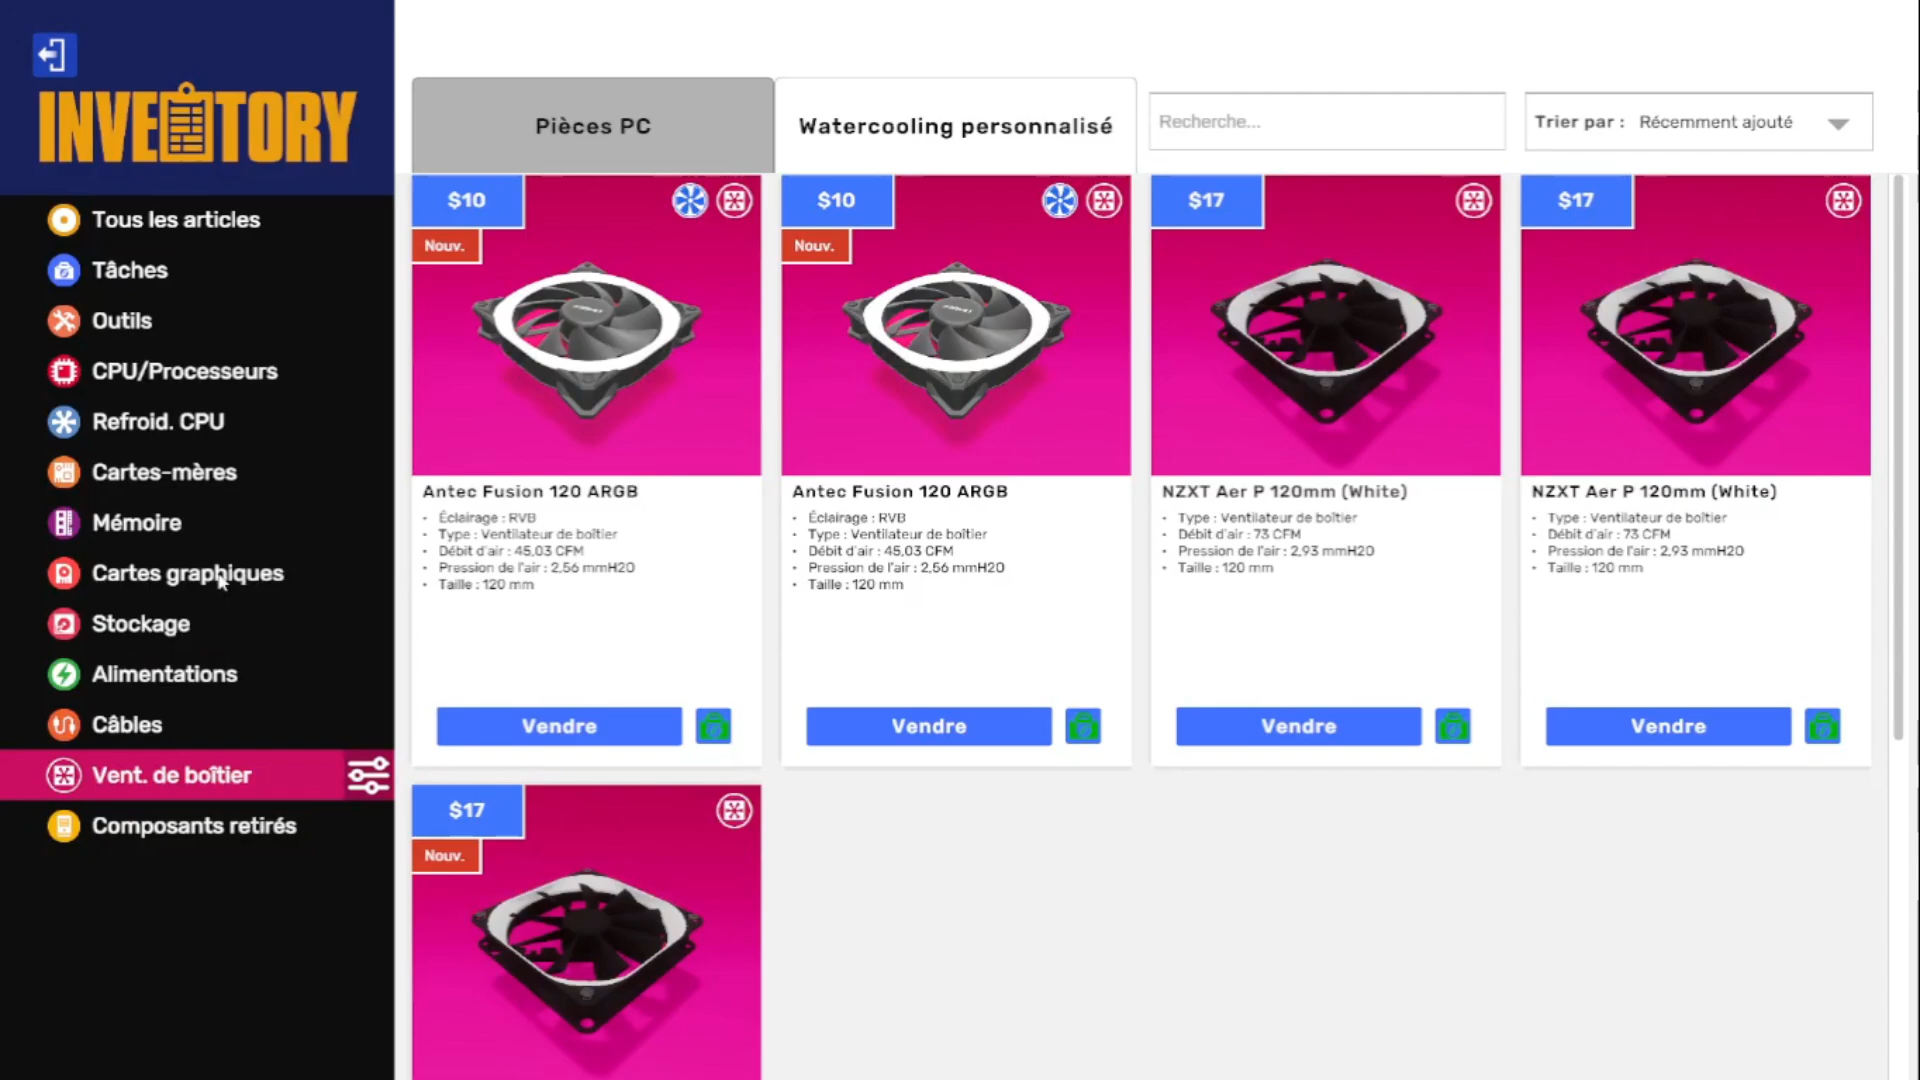 INVENTORY
Tous les articles
Tâches
Outils
CPU/Processeurs
Refroid. CPU
Cartes-mères
Mémoire
Cartes graphiques
Stockage
Alimentations
Câbles
Vent. de boîtier
Composants retirés
Pièces PC
Watercooling personnalisé
Recherche...
Trier par : Récemment ajouté
$10
Nouv.
Antec Fusion 120 ARGB
• Éclairage : RVB
• Type : Ventilateur de boîtier
• Débit d'air : 45,03 CFM
• Pression de l'air : 2,56 mmH2O
• Taille : 120 mm
Vendre
$10
Nouv.
Antec Fusion 120 ARGB
• Éclairage : RVB
• Type : Ventilateur de boîtier
• Débit d'air : 45,03 CFM
• Pression de l'air : 2,56 mmH2O
• Taille : 120 mm
Vendre
$17
NZXT Aer P 120mm (White)
• Type : Ventilateur de boîtier
• Débit d'air : 73 CFM
• Pression de l'air : 2,93 mmH2O
• Taille : 120 mm
Vendre
$17
NZXT Aer P 120mm (White)
• Type : Ventilateur de boîtier
• Débit d'air : 73 CFM
• Pression de l'air : 2,93 mmH2O
• Taille : 120 mm
Vendre
$17
Nouv.